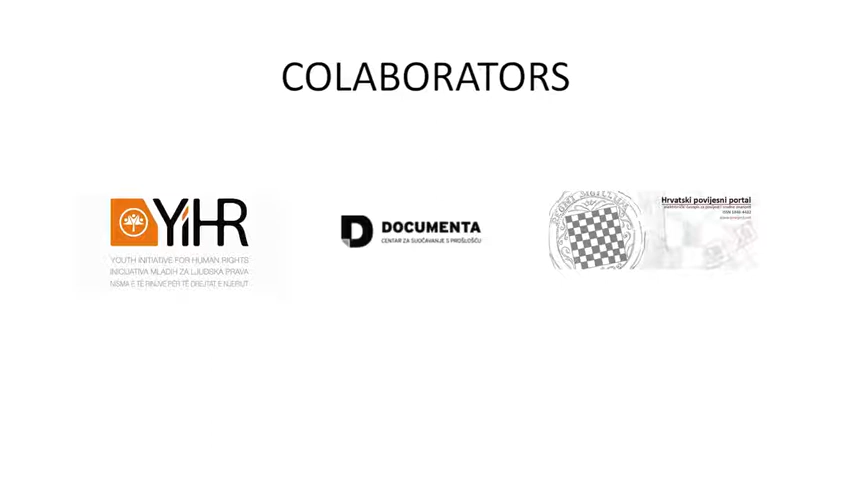 COLABORATORS
YIHR
YOUTH INITIATIVE FOR HUMAN RIGHTS
INICIJATIVA MLADIH ZA LJUDSKA PRAVA
NISMA E TË RINJVE PËR TË DREJTAT E NJERIUT
DOCUMENTA
CENTAR ZA SUOČAVANJE S PROŠLOŠĆU
Hrvatski povijesni portal